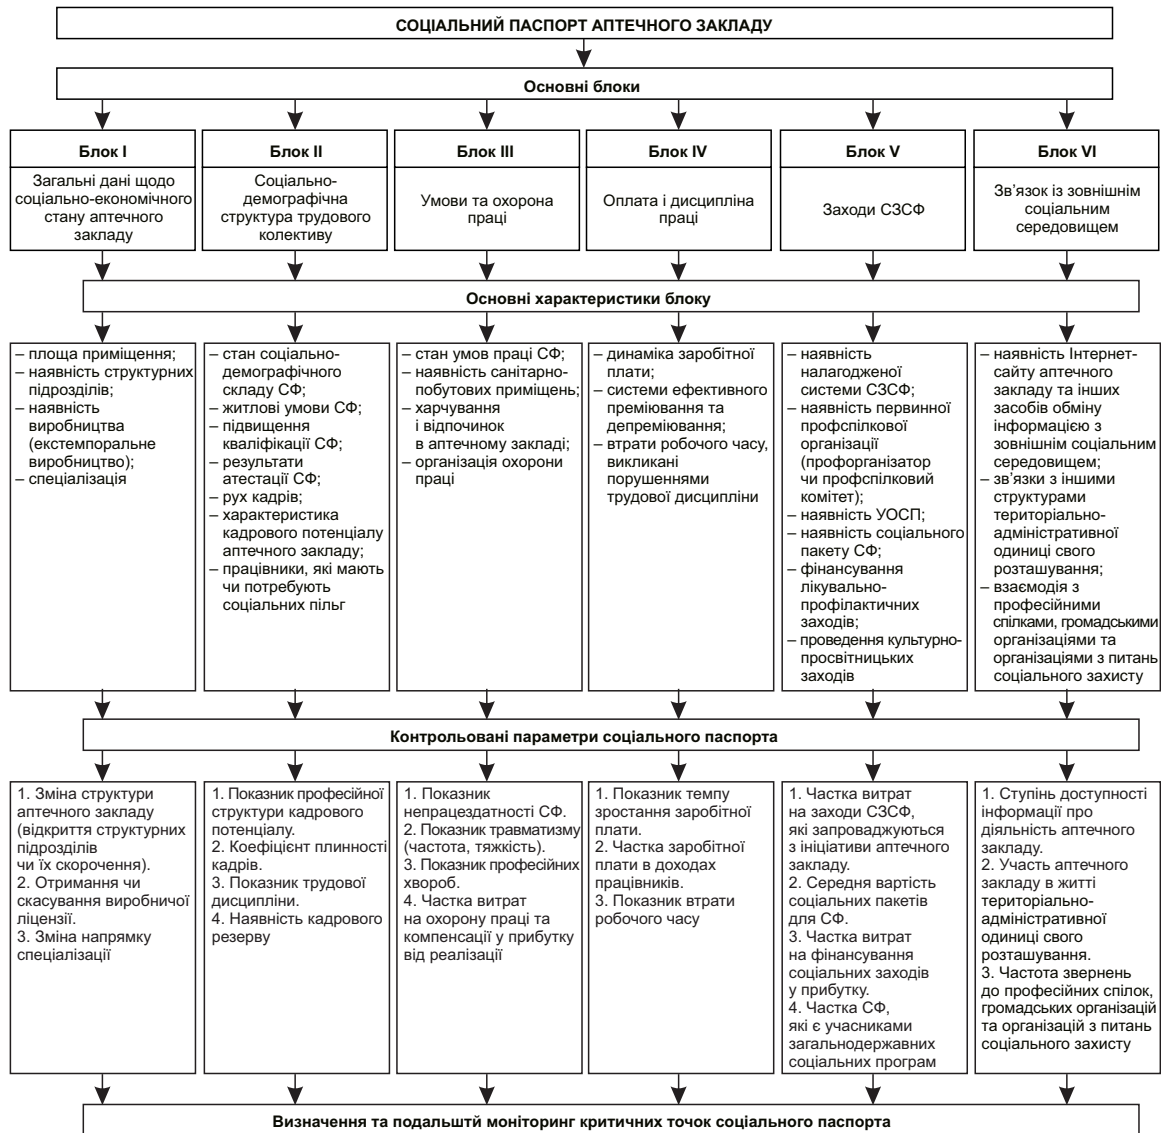 СОЦІАЛЬНИЙ ПАСПОРТ АПТЕЧНОГО ЗАКЛАДУ
Основні блоки
Блок I
Загальні дані щодо
соціально-економічного
стану аптечного
закладу
Блок II
Соціально-
демографічна
структура трудового
колективу
Блок III
Умови та охорона
праці
Блок IV
Оплата і дисципліна
праці
Блок V
Заходи СЗСФ
Блок VI
Зв’язок із зовнішнім
соціальним
середовищем
Основні характеристики блоку
– площа приміщення;
– наявність структурних
підрозділів;
– наявність
виробництва
(екстемпоральне
виробництво);
– спеціалізація
– стан соціально-
демографічного
складу СФ;
– житлові умови СФ;
– підвищення
кваліфікації СФ;
– результати
атестації СФ;
– рух кадрів;
– характеристика
кадрового потенціалу
аптечного закладу;
– працівники, які мають
чи потребують
соціальних пільг
– стан умов праці СФ;
– наявність санітарно-
побутових приміщень;
– харчування
і відпочинок
в аптечному закладі;
– організація охорони
праці
– динаміка заробітної
плати;
– системи ефективного
преміювання та
депреміювання;
– втрати робочого часу,
викликані
порушеннями
трудової дисципліни
– наявність
налагодженої
системи СЗСФ;
– наявність первинної
профспілкової
організації
(профорганізатор
чи профспілковий
комітет);
– наявність УОСП;
– наявність соціального
пакету СФ;
– фінансування
лікувально-
профілактичних
заходів;
– проведення культурно-
просвітницьких
заходів
– наявність Інтернет-
сайту аптечного
закладу та інших
засобів обміну
інформацією з
зовнішнім соціальним
середовищем;
– зв’язки з іншими
структурами
територіально-
адміністративної
одиниці свого
розташування;
– взаємодія з
професійними
спілками, громадськими
організаціями та
організаціями з питань
соціального захисту
Контрольовані параметри соціального паспорта
1. Зміна структури
аптечного закладу
(відкриття структурних
підрозділів
чи їх скорочення).
2. Отримання чи
скасування виробничої
ліцензії.
3. Зміна напрямку
спеціалізації
1. Показник професійної
структури кадрового
потенціалу.
2. Коефіцієнт плинності
кадрів.
3. Показник трудової
дисципліни.
4. Наявність кадрового
резерву
1. Показник
непрацездатності СФ.
2. Показник травматизму
(частота, тяжкість).
3. Показник професійних
хвороб.
4. Частка витрат
на охорону праці та
компенсації у прибутку
від реалізації
1. Показник темпу
зростання заробітної
плати.
2. Частка заробітної
плати в доходах
працівників.
3. Показник втрати
робочого часу
1. Частка витрат
на заходи СЗСФ,
які запроваджуються
з ініціативи аптечного
закладу.
2. Середня вартість
соціальних пакетів
для СФ.
3. Частка витрат
на фінансування
соціальних заходів
у прибутку.
4. Частка СФ,
які є учасниками
загальнодержавних
соціальних програм
1. Ступінь доступності
інформації про
діяльність аптечного
закладу.
2. Участь аптечного
закладу в житті
територіально-
адміністративної
одиниці свого
розташування.
3. Частота звернень
до професійних спілок,
громадських організацій
та організацій з питань
соціального захисту
Визначення та подальштй моніторинг критичних точок соціального паспорта